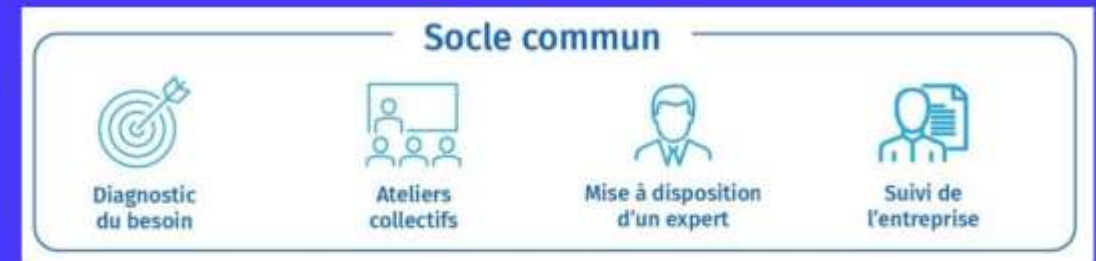 Socle commun
Diagnostic
du besoin
Ateliers
collectifs
Mise à disposition
d'un expert
Suivi de
l'entreprise